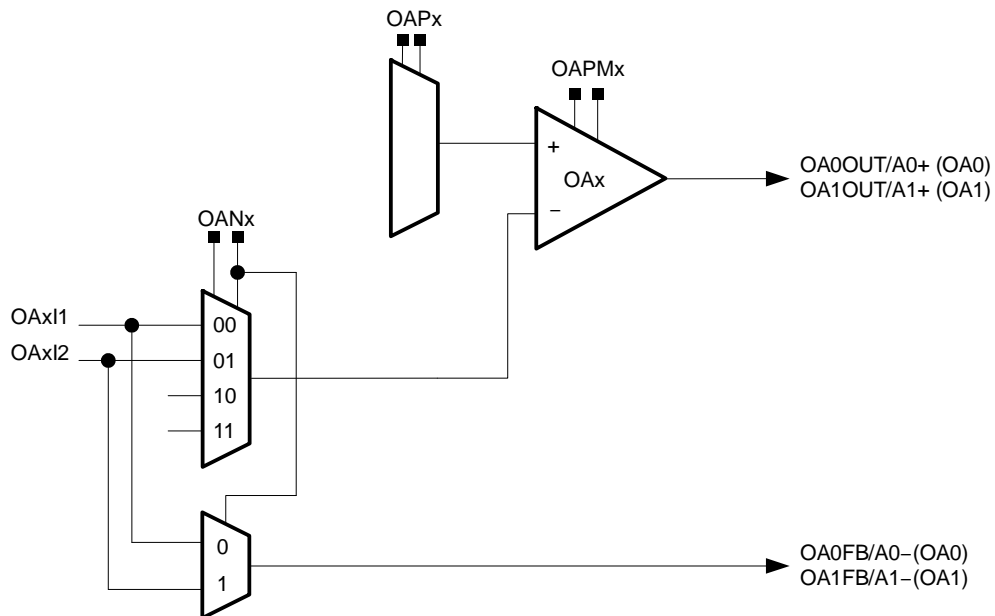 OAPx
OAPMx
+
OAx
−
OA0OUT/A0+ (OA0)
OA1OUT/A1+ (OA1)
OANx
OAxI1
OAxI2
00
01
10
11
0
1
OA0FB/A0−(OA0)
OA1FB/A1−(OA1)